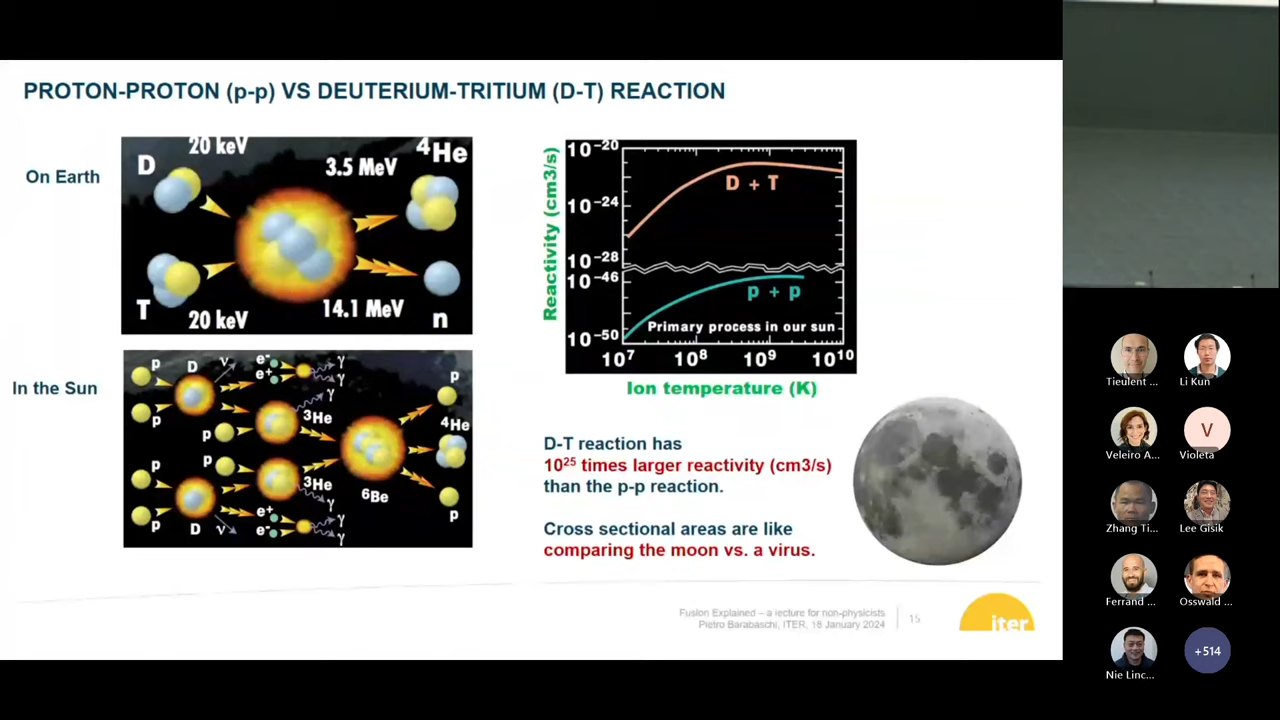 PROTON-PROTON (p-p) VS DEUTERIUM-TRITIUM (D-T) REACTION
On Earth
D
20 keV
3.5 MeV
⁴He
T
20 keV
14.1 MeV
n
In the Sun
p
D
ν
e⁻
e⁺
γ
γ
γ
p
p
³He
p
p
⁴He
p
p
³He
⁶Be
γ
p
D
ν
e⁺
e⁻
γ
γ
p
p
Reactivity (cm3/s)
10⁻²⁰
10⁻²⁴
10⁻²⁸
10⁻⁴⁶
10⁻⁵⁰
D + T
p + p
Primary process in our sun
10⁷ 10⁸ 10⁹ 10¹⁰
Ion temperature (K)
D-T reaction has
10²⁵ times larger reactivity (cm3/s)
than the p-p reaction.
Cross sectional areas are like
comparing the moon vs. a virus.
Fusion Explained – a lecture for non-physicists
Pietro Barabaschi, ITER, 16 January 2024
15
iter
Tieulent ...
Li Kun
V
Veleiro A...
Violeta
Zhang Ti...
Lee Gisik
Ferrand ...
Osswald ...
Nie Linc...
+514